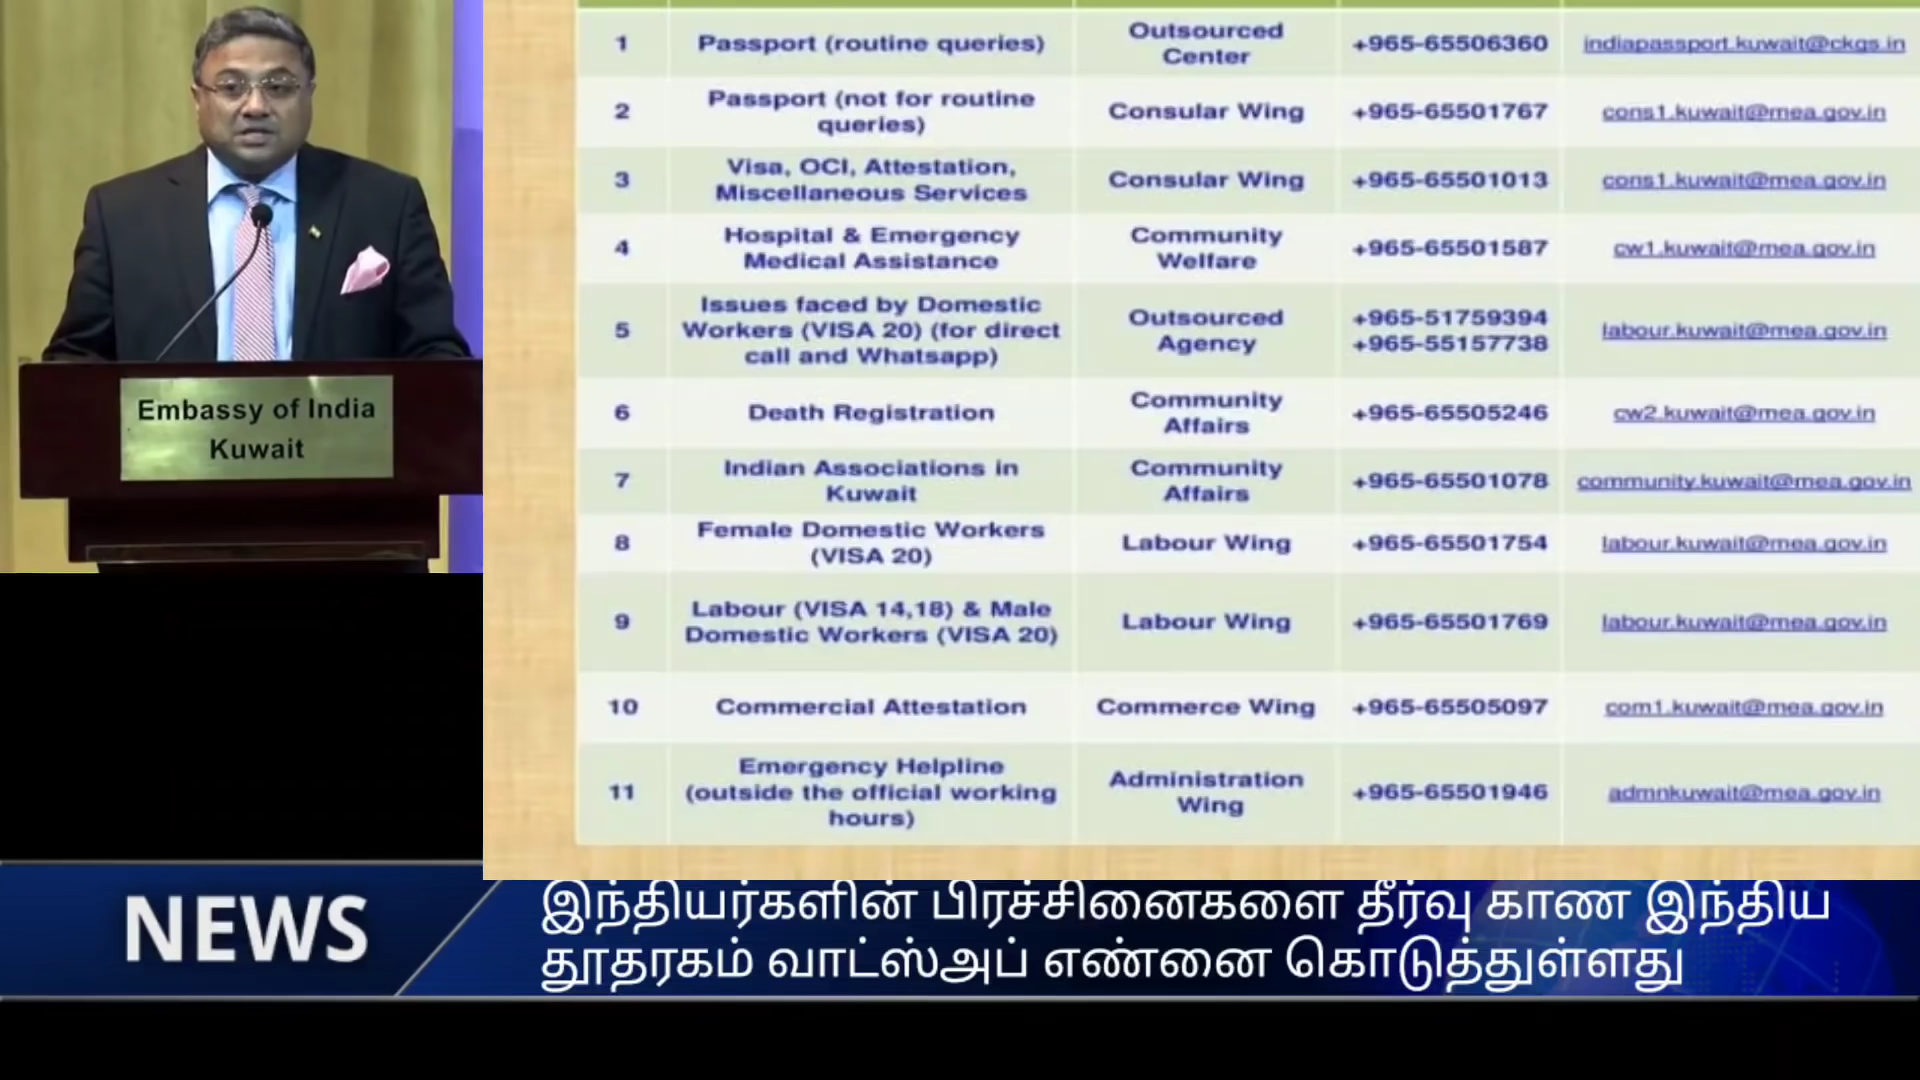 Embassy of India
Kuwait
1 Passport (routine queries) Outsourced Center +965-65506360 indiapassport.kuwait@ckgs.in
2 Passport (not for routine queries) Consular Wing +965-65501767 cons1.kuwait@mea.gov.in
3 Visa, OCI, Attestation, Miscellaneous Services Consular Wing +965-65501013 cons1.kuwait@mea.gov.in
4 Hospital & Emergency Medical Assistance Community Welfare +965-65501587 cw1.kuwait@mea.gov.in
5 Issues faced by Domestic Workers (VISA 20) (for direct call and Whatsapp) Outsourced Agency +965-51759394 +965-55157738 labour.kuwait@mea.gov.in
6 Death Registration Community Affairs +965-65505246 cw2.kuwait@mea.gov.in
7 Indian Associations in Kuwait Community Affairs +965-65501078 community.kuwait@mea.gov.in
8 Female Domestic Workers (VISA 20) Labour Wing +965-65501754 labour.kuwait@mea.gov.in
9 Labour (VISA 14,18) & Male Domestic Workers (VISA 20) Labour Wing +965-65501769 labour.kuwait@mea.gov.in
10 Commercial Attestation Commerce Wing +965-65505097 com1.kuwait@mea.gov.in
11 Emergency Helpline (outside the official working hours) Administration Wing +965-65501946 admnkuwait@mea.gov.in
NEWS
இந்தியர்களின் பிரச்சினைகளை தீர்வு காண இந்திய
தூதரகம் வாட்ஸ்அப் எண்னை கொடுத்துள்ளது